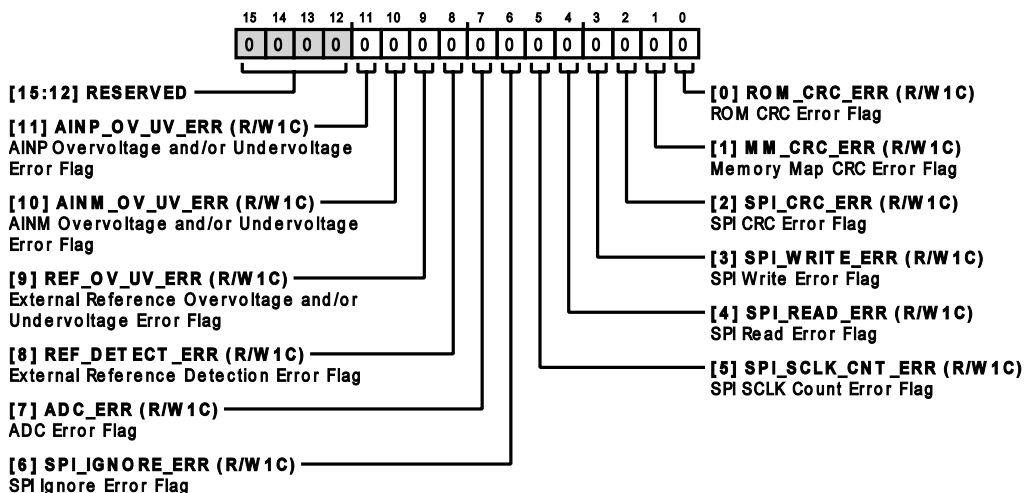 15 14 13 12 11 10 9 8 7 6 5 4 3 2 1 0
0 0 0 0 0 0 0 0 0 0 0 0 0 0 0 0
[15:12] RESERVED
[11] AINP_OV_UV_ERR (R/W1C)
AINP Overvoltage and/or Undervoltage
Error Flag
[10] AINM_OV_UV_ERR (R/W1C)
AINM Overvoltage and/or Undervoltage
Error Flag
[9] REF_OV_UV_ERR (R/W1C)
External Reference Overvoltage and/or
Undervoltage Error Flag
[8] REF_DETECT_ERR (R/W1C)
External Reference Detection Error Flag
[7] ADC_ERR (R/W1C)
ADC Error Flag
[6] SPI_IGNORE_ERR (R/W1C)
SPI Ignore Error Flag
[0] ROM_CRC_ERR (R/W1C)
ROM CRC Error Flag
[1] MM_CRC_ERR (R/W1C)
Memory Map CRC Error Flag
[2] SPI_CRC_ERR (R/W1C)
SPI CRC Error Flag
[3] SPI_WRITE_ERR (R/W1C)
SPI Write Error Flag
[4] SPI_READ_ERR (R/W1C)
SPI Read Error Flag
[5] SPI_SCLK_CNT_ERR (R/W1C)
SPI SCLK Count Error Flag